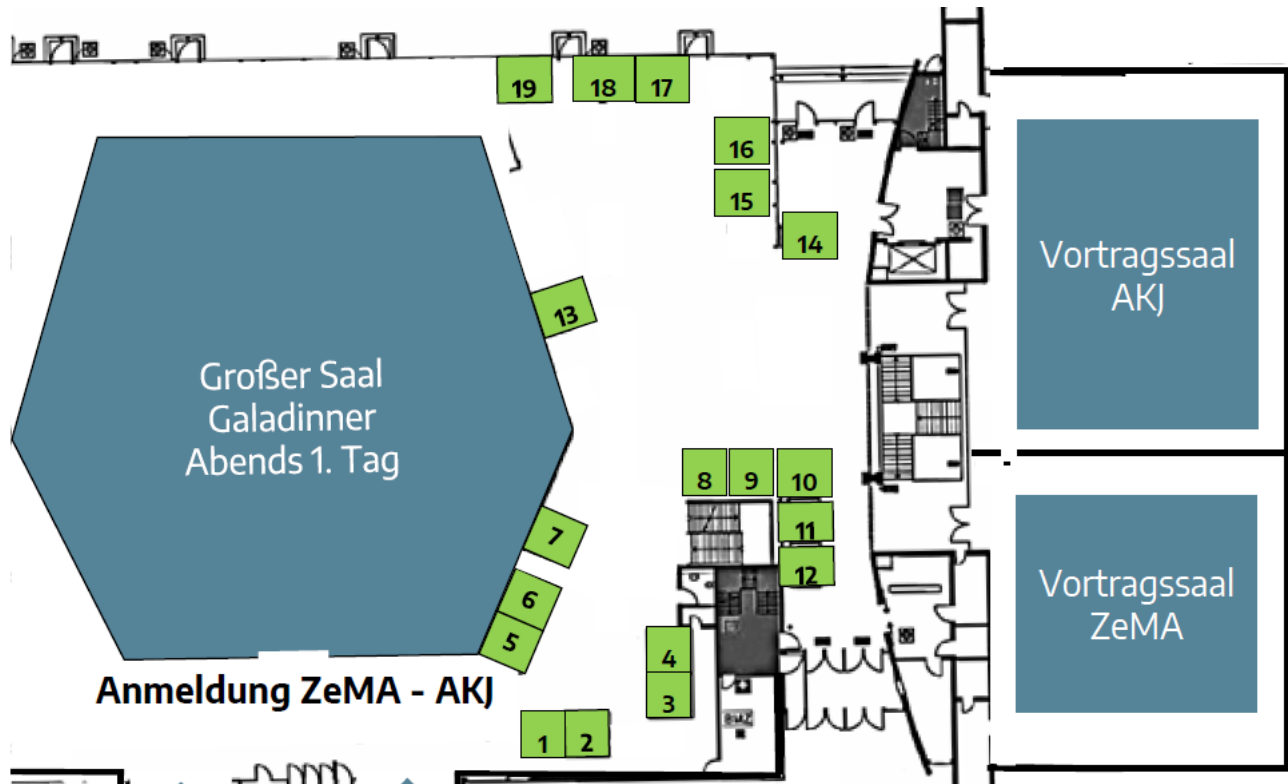 19
18
17
16
15
14
13
Großer Saal
Galadinner
Abends 1. Tag
Vortragssaal
AKJ
8
9
10
11
12
7
6
5
4
3
Vortragssaal
ZeMA
Anmeldung ZeMA - AKJ
1
2